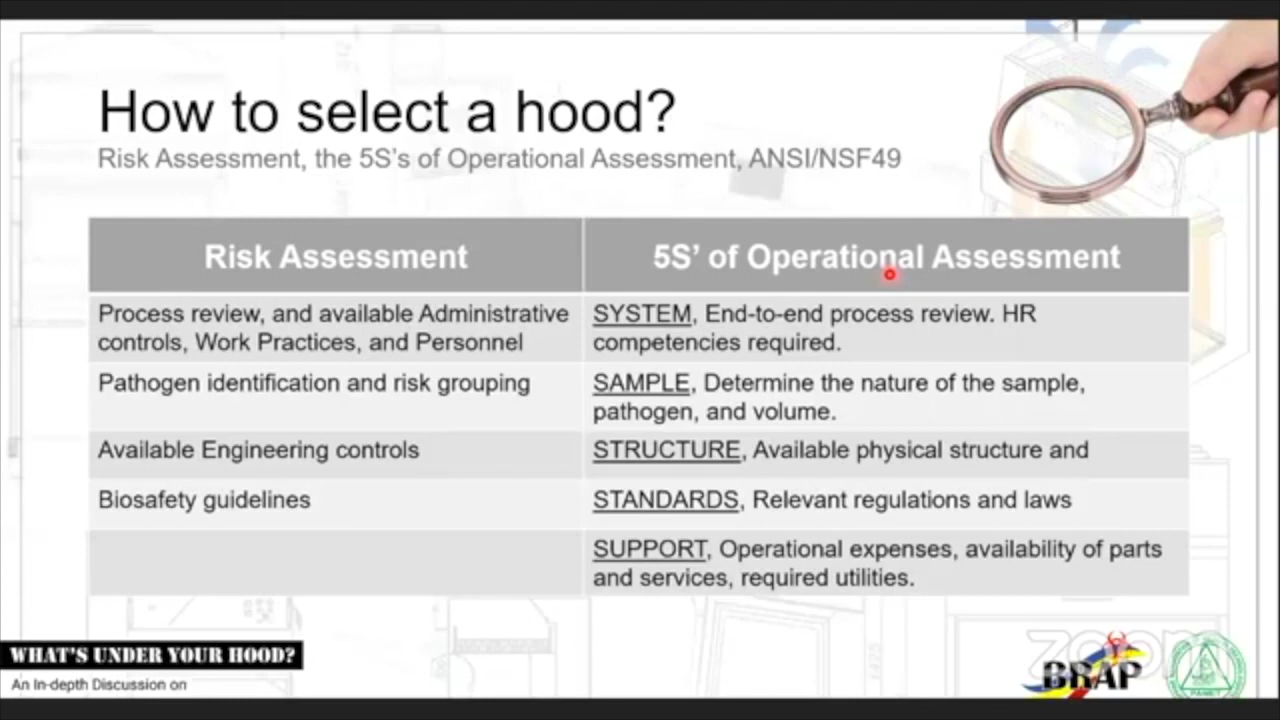 How to select a hood?
Risk Assessment, the 5S's of Operational Assessment, ANSI/NSF49
Risk Assessment
5S' of Operational Assessment
Process review, and available Administrative
controls, Work Practices, and Personnel
SYSTEM, End-to-end process review. HR
competencies required.
Pathogen identification and risk grouping
SAMPLE, Determine the nature of the sample,
pathogen, and volume.
Available Engineering controls
STRUCTURE, Available physical structure and
Biosafety guidelines
STANDARDS, Relevant regulations and laws
SUPPORT, Operational expenses, availability of parts
and services, required utilities.
WHAT'S UNDER YOUR HOOD?
An In-depth Discussion on
zoom
BRAP
PAMET